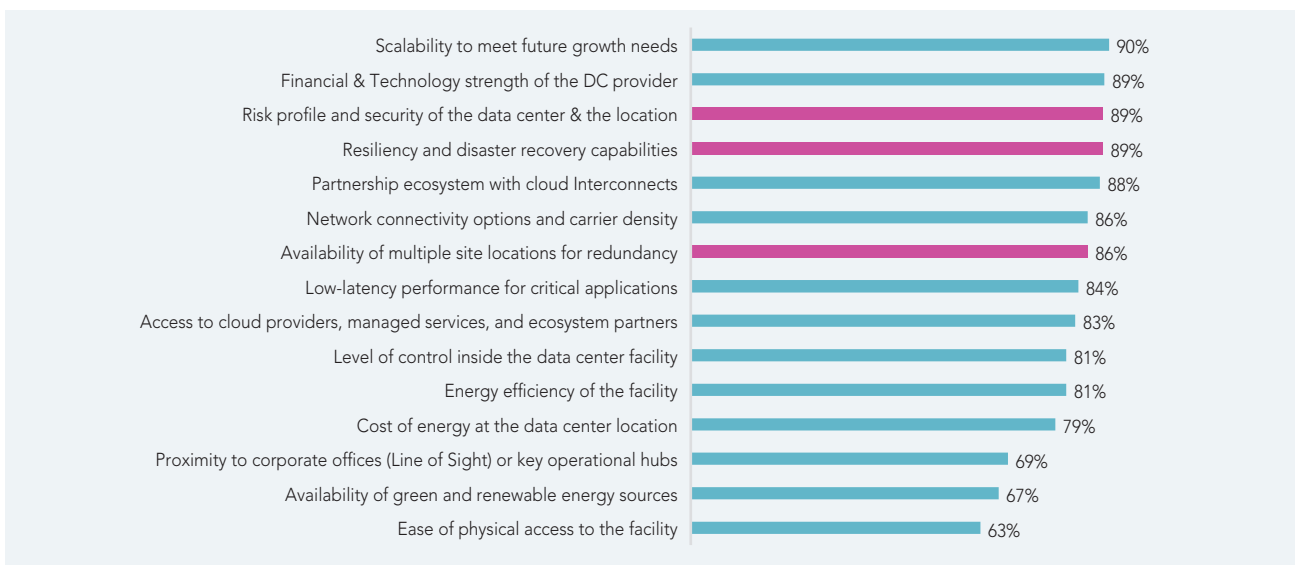 Scalability to meet future growth needs 90%
Financial & Technology strength of the DC provider 89%
Risk profile and security of the data center & the location 89%
Resiliency and disaster recovery capabilities 89%
Partnership ecosystem with cloud Interconnects 88%
Network connectivity options and carrier density 86%
Availability of multiple site locations for redundancy 86%
Low-latency performance for critical applications 84%
Access to cloud providers, managed services, and ecosystem partners 83%
Level of control inside the data center facility 81%
Energy efficiency of the facility 81%
Cost of energy at the data center location 79%
Proximity to corporate offices (Line of Sight) or key operational hubs 69%
Availability of green and renewable energy sources 67%
Ease of physical access to the facility 63%